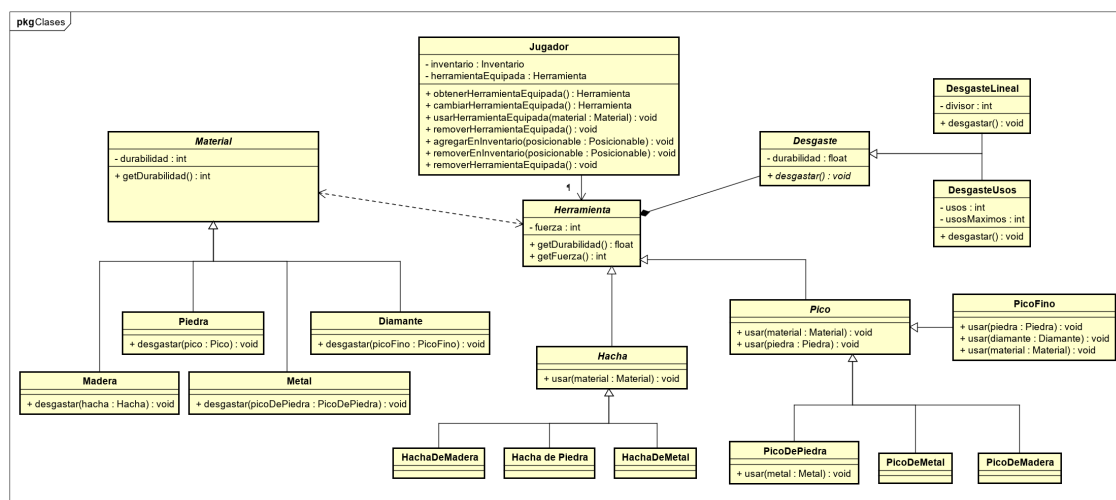 pkg Clases
Jugador
- inventario : Inventario
- herramientaEquipada : Herramienta
+ obtenerHerramientaEquipada() : Herramienta
+ cambiarHerramientaEquipada() : Herramienta
+ usarHerramientaEquipada(material : Material) : void
+ removerHerramientaEquipada() : void
+ agregarEnInventario(posicionable : Posicionable) : void
+ removerEnInventario(posicionable : Posicionable) : void
+ removerHerramientaEquipada() : void
DesgasteLineal
- divisor : int
+ desgastar() : void
Material
- durabilidad : int
+ getDurabilidad() : int
Desgaste
- durabilidad : float
+ desgastar() : void
DesgasteUsos
- usos : int
- usosMaximos : int
+ desgastar() : void
Herramienta
- fuerza : int
+ getDurabilidad() : float
+ getFuerza() : int
Piedra
+ desgastar(pico : Pico) : void
Diamante
+ desgastar(picoFino : PicoFino) : void
Pico
+ usar(material : Material) : void
+ usar(piedra : Piedra) : void
PicoFino
+ usar(piedra : Piedra) : void
+ usar(diamante : Diamante) : void
+ usar(material : Material) : void
Hacha
+ usar(material : Material) : void
Madera
+ desgastar(hacha : Hacha) : void
Metal
+ desgastar(picoDePiedra : PicoDePiedra) : void
HachaDeMadera
Hacha de Piedra
HachaDeMetal
PicoDePiedra
+ usar(metal : Metal) : void
PicoDeMetal
PicoDeMadera